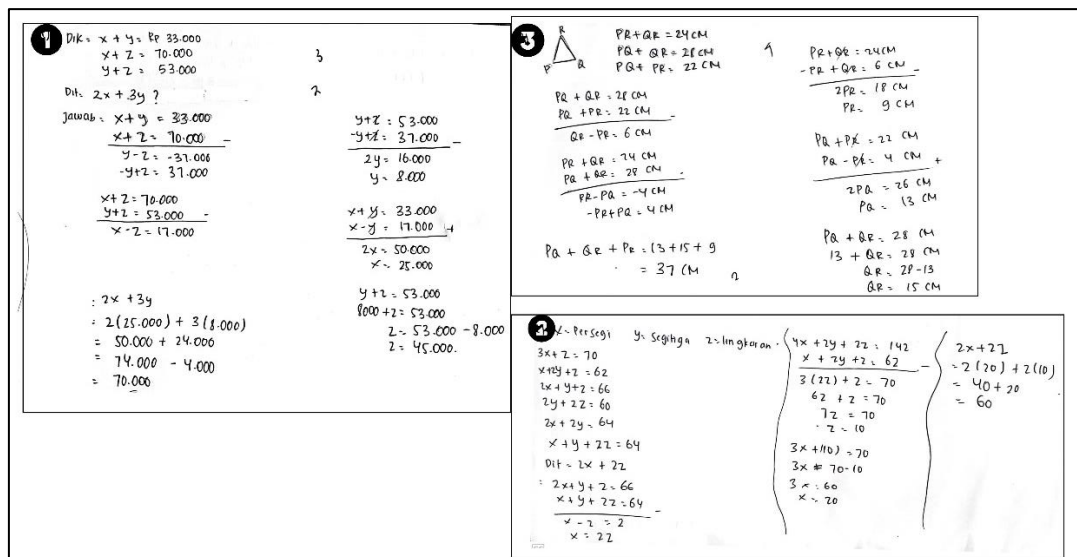 1
Dik = x + y = Rp 33.000
x + z = 70.000
y + z = 53.000
3
Dit = 2x + 3y ?
2
Jawab = x + y = 33.000
x + z = 70.000 -
y - z = -37.000
-y + z = 37.000
x + z = 70.000
y + z = 53.000 -
x - z = 17.000
: 2x + 3y
= 2(25.000) + 3(8.000)
= 50.000 + 24.000
= 74.000 - 4.000
= 70.000
y + z = 53.000
-y + z = 37.000 -
2y = 16.000
y = 8.000
x + y = 33.000
x - y = 17.000 +
2x = 50.000
x = 25.000
y + z = 53.000
8000 + z = 53.000
z = 53.000 - 8.000
z = 45.000.
3
R
P
Q
PR + QR = 24 CM
PQ + QR = 28 CM
PQ + PR = 22 CM
PQ + QR = 28 CM
PQ + PR = 22 CM -
QR - PR = 6 CM
PR + QR = 24 CM
PQ + QR = 28 CM -
PR - PQ = -4 CM
-PR + PQ = 4 CM
PQ + QR + PR = 13 + 15 + 9
= 37 CM
2
PR + QR = 24 CM
-PR + QR = 6 CM -
2PR = 18 CM
PR = 9 CM
PQ + PR = 22 CM
PQ - PR = 4 CM +
2PQ = 26 CM
PQ = 13 CM
PQ + QR = 28 CM
13 + QR = 28 CM
QR = 28 - 13
QR = 15 CM
2
x = Persegi y = Segitiga z = lingkaran .
3x + z = 70
x + 2y + z = 62
2x + y + z = 66
2y + 2z = 60
2x + 2y = 64
x + y + 2z = 64
Dit = 2x + 2z
= 2x + y + z = 66
x + y + 2z = 64 -
x - z = 2
x = 2z
4x + 2y + 2z = 142
x + 2y + z = 62 -
3(2z) + z = 70
6z + z = 70
7z = 70
z = 10
3x + (10) = 70
3x = 70 - 10
3x = 60
x = 20
2x + 2z
= 2(20) + 2(10)
= 40 + 20
= 60